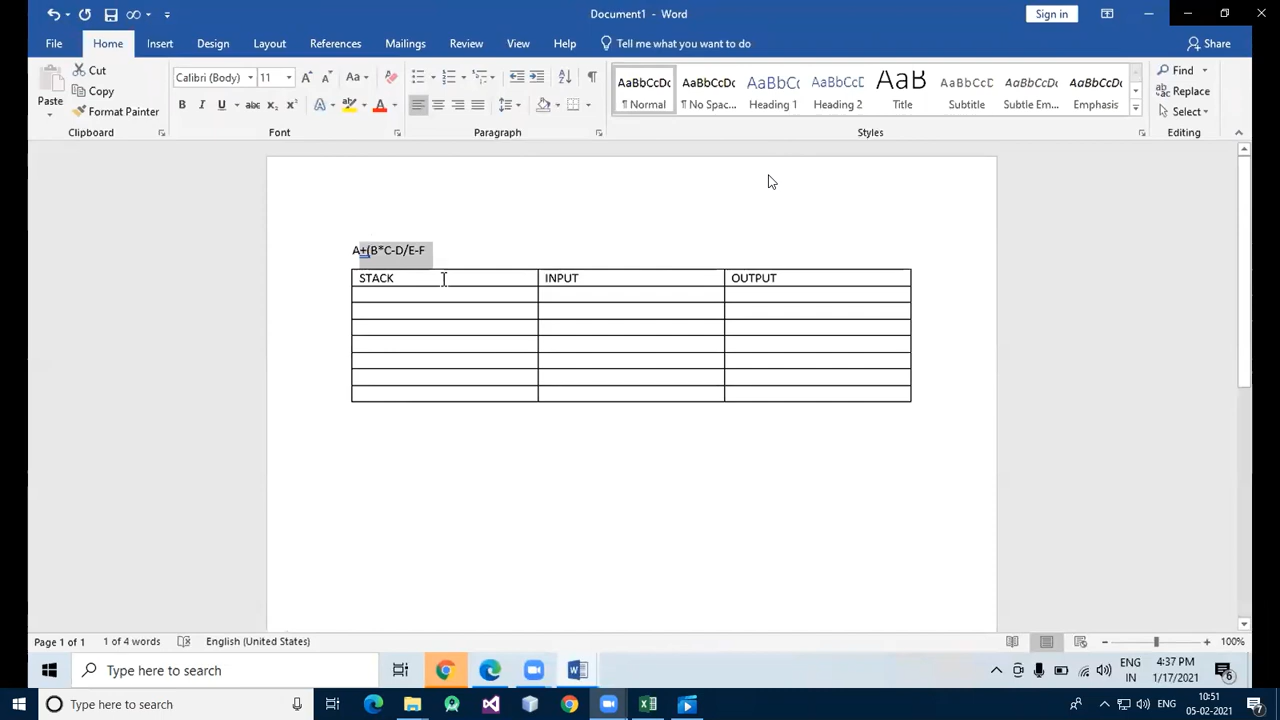 Document1 - Word
Sign in
File Home Insert Design Layout References Mailings Review View Help Tell me what you want to do Share
Paste
Cut
Copy
Format Painter
Clipboard
Calibri (Body) 11
Font
Paragraph
AaBbCcDc AaBbCcDc AaBbCc AaBbCcD AaB AaBbCcD AaBbCcDc AaBbCcDc
¶ Normal ¶ No Spac... Heading 1 Heading 2 Title Subtitle Subtle Em... Emphasis
Styles
Find
Replace
Select
Editing
A+(B*C-D/E-F
STACK INPUT OUTPUT
Page 1 of 1 1 of 4 words English (United States) 100%
Type here to search
ENG
IN
4:37 PM
1/17/2021
6
Type here to search
ENG
10:51
05-02-2021
7